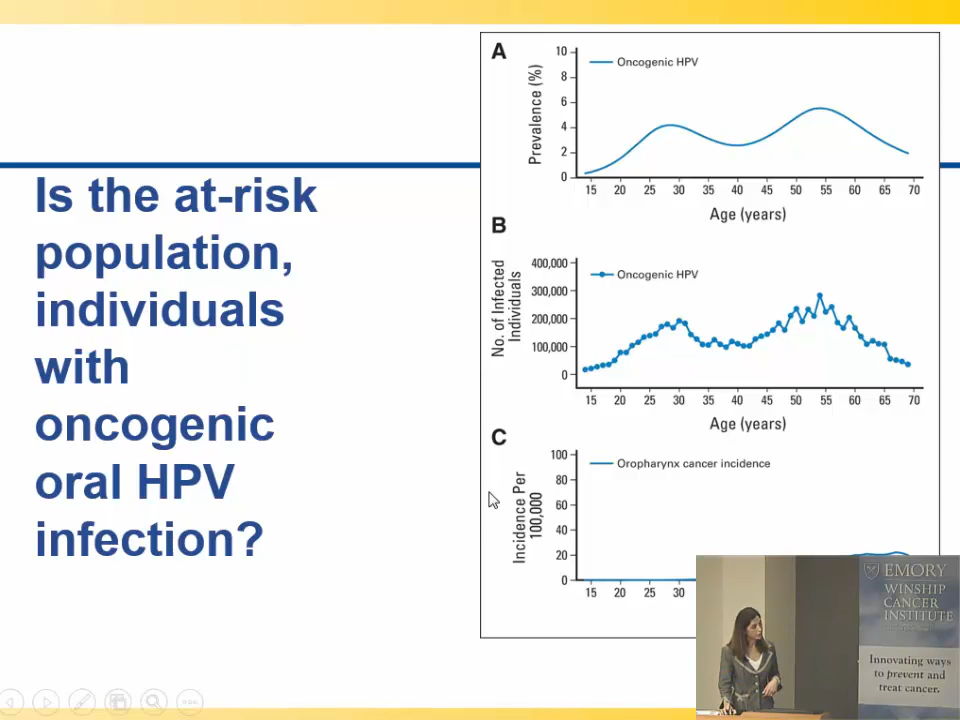 Is the at-risk
population,
individuals
with
oncogenic
oral HPV
infection?
A
Prevalence (%)
10
8
6
4
2
0
Oncogenic HPV
15 20 25 30 35 40 45 50 55 60 65 70
Age (years)
B
No. of Infected
Individuals
400,000
300,000
200,000
100,000
0
Oncogenic HPV
15 20 25 30 35 40 45 50 55 60 65 70
Age (years)
C
Incidence Per
100,000
100
80
60
40
20
0
Oropharynx cancer incidence
15 20 25 30
EMORY
WINSHIP
CANCER
INSTITUTE
Innovating ways
to prevent and
treat cancer.